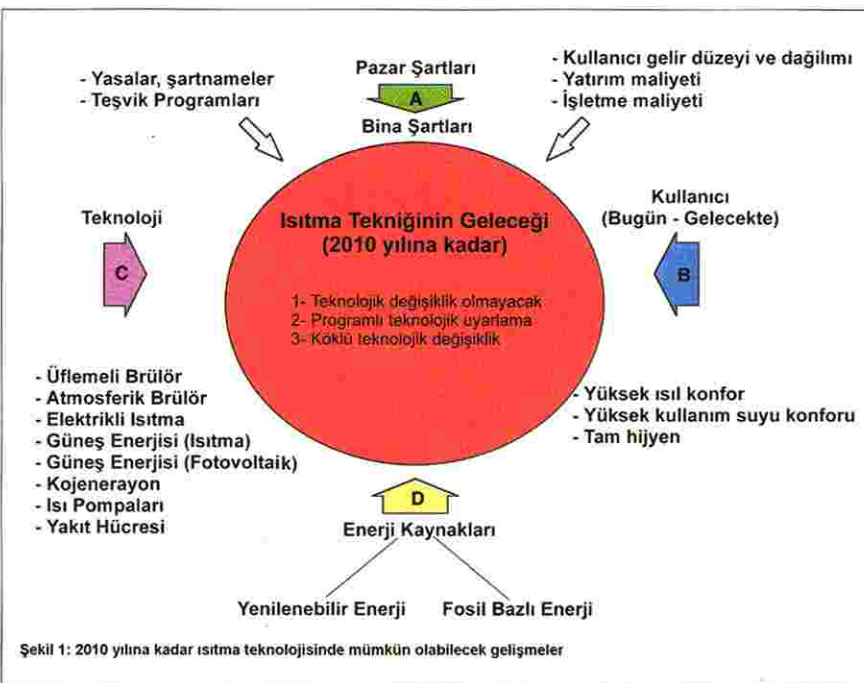 - Yasalar, şartnameler
- Teşvik Programları
Pazar Şartları
A
Bina Şartları
- Kullanıcı gelir düzeyi ve dağilımı
- Yatırım maliyeti
- İşletme maliyeti
Teknoloji
C
Isıtma Tekniğinin Geleceği
(2010 yılına kadar)
1- Teknolojik değişiklik olmayacak
2- Programlı teknolojik uyarlama
3- Köklü teknolojik değişiklik
Kullanıcı
(Bugün - Gelecekte)
B
- Üflemeli Brülör
- Atmosferik Brülör
- Elektrikli Isıtma
- Güneş Enerjisi (Isıtma)
- Güneş Enerjisi (Fotovoltaik)
- Kojenerayon
- Isı Pompaları
- Yakıt Hücresi
- Yüksek ısıl konfor
- Yüksek kullanım suyu konforu
- Tam hijyen
D
Enerji Kaynakları
Yenilenebilir Enerji
Fosil Bazlı Enerji
Şekil 1: 2010 yılına kadar ısıtma teknolojisinde mümkün olabilecek gelişmeler